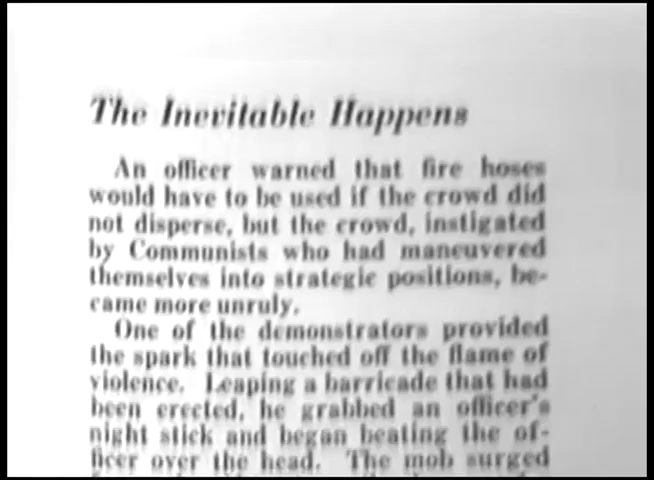 The Inevitable Happens
An officer warned that fire hoses
would have to be used if the crowd did
not disperse, but the crowd, instigated
by Communists who had maneuvered
themselves into strategic positions, be-
came more unruly.
One of the demonstrators provided
the spark that touched off the flame of
violence. Leaping a barricade that had
been erected, he grabbed an officer's
night stick and began beating the of-
ficer over the head. The mob surged